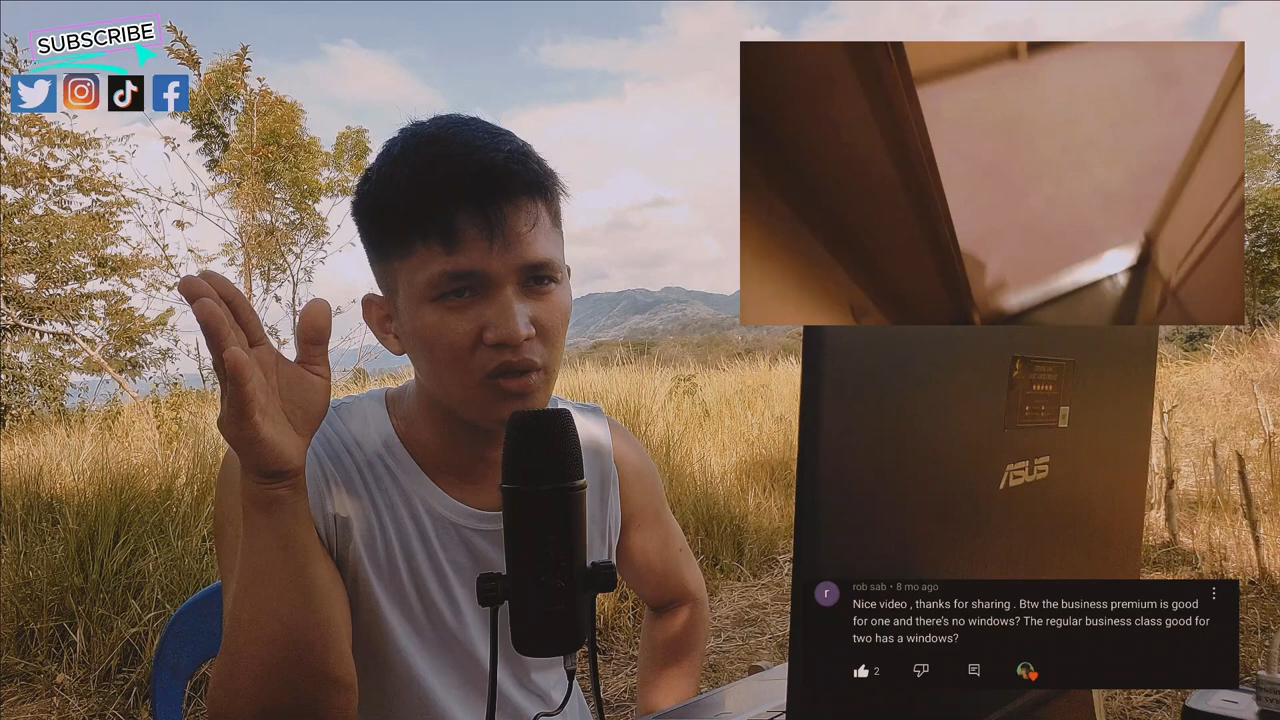 SUBSCRIBE
ASUS
r
rob sab • 8 mo ago
Nice video , thanks for sharing . Btw the business premium is good
for one and there's no windows? The regular business class good for
two has a windows?
2